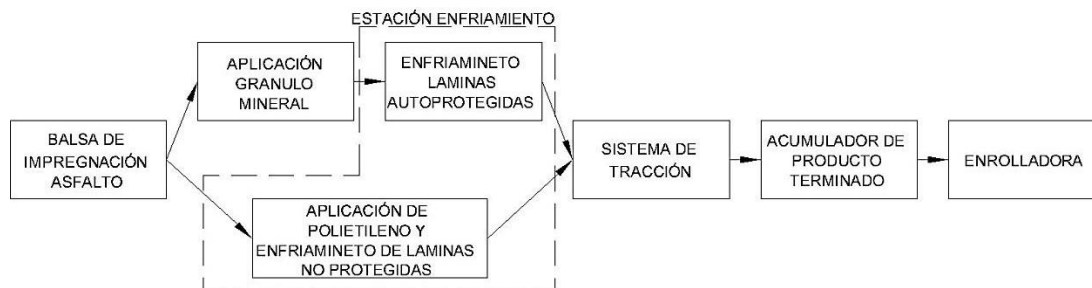 ESTACIÓN ENFRIAMIENTO
APLICACIÓN
GRANULO
MINERAL
ENFRIAMINETO
LAMINAS
AUTOPROTEGIDAS
BALSA DE
IMPREGNACIÓN
ASFALTO
SISTEMA DE
TRACCIÓN
ACUMULADOR DE
PRODUCTO
TERMINADO
ENROLLADORA
APLICACIÓN DE
POLIETILENO Y
ENFRIAMINETO DE LAMINAS
NO PROTEGIDAS